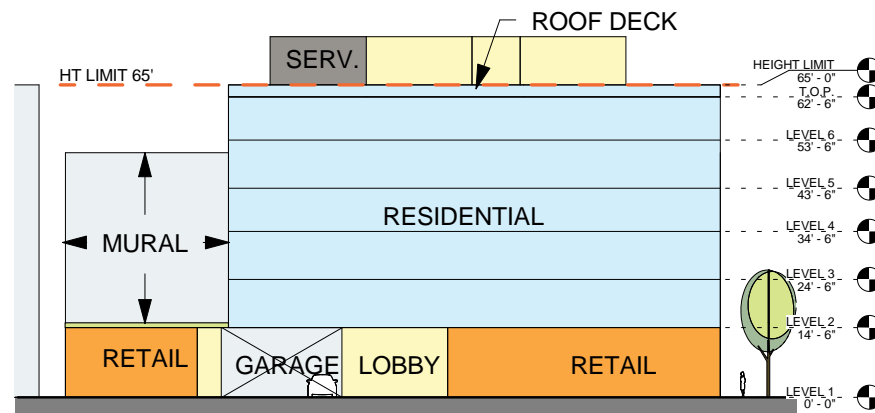 ROOF DECK
SERV.
HT LIMIT 65'
HEIGHT LIMIT
65' - 0"
T.O.P.
62' - 6"
LEVEL 6
53' - 6"
LEVEL 5
43' - 6"
RESIDENTIAL
LEVEL 4
34' - 6"
MURAL
LEVEL 3
24' - 6"
LEVEL 2
14' - 6"
RETAIL
GARAGE
LOBBY
RETAIL
LEVEL 1
0' - 0"